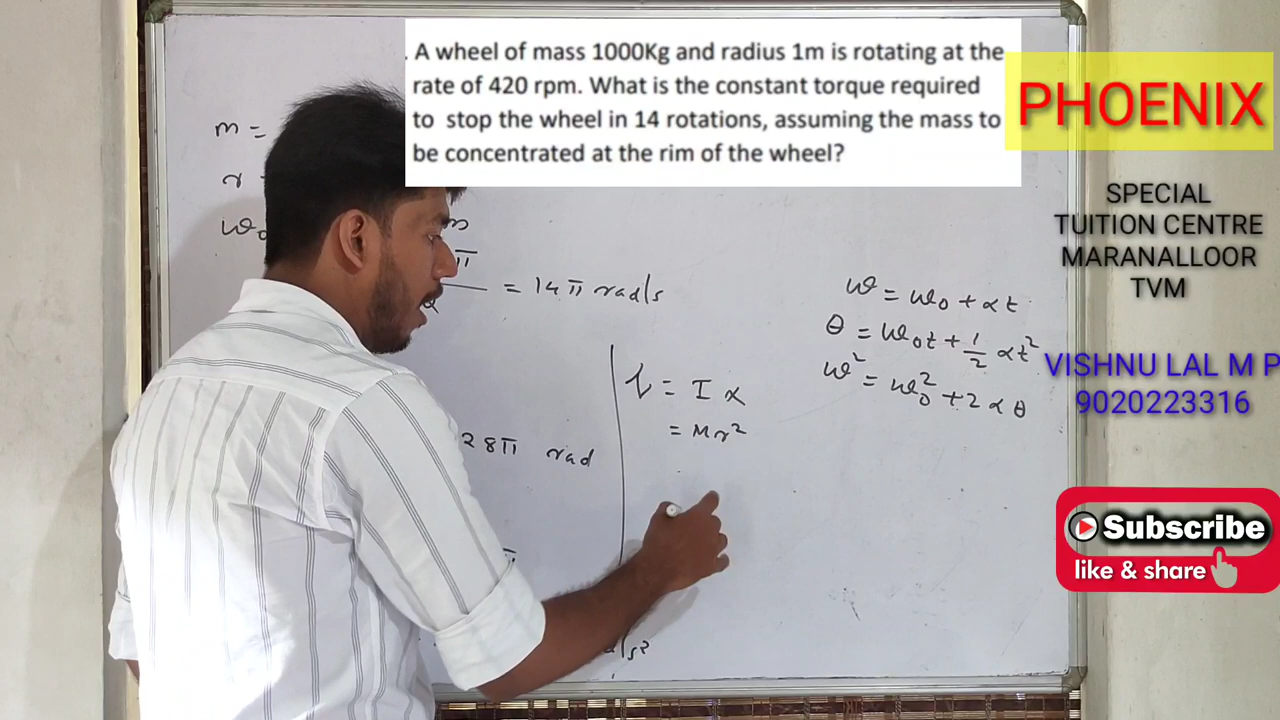 . A wheel of mass 1000Kg and radius 1m is rotating at the
rate of 420 rpm. What is the constant torque required
to stop the wheel in 14 rotations, assuming the mass to
be concentrated at the rim of the wheel?
PHOENIX
SPECIAL
TUITION CENTRE
MARANALLOOR
TVM
VISHNU LAL M P
9020223316
Subscribe
like & share
m =
r
ω₀
π
= 14π rad/s
28π rad
τ = I α
= Mr²
ω = ω₀ + αt
θ = ω₀t + 1/2 αt²
ω² = ω₀² + 2αθ